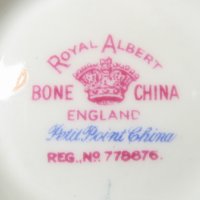 ROYAL ALBERT
BONE CHINA
ENGLAND
Petit Point China
REG., NO 778676.